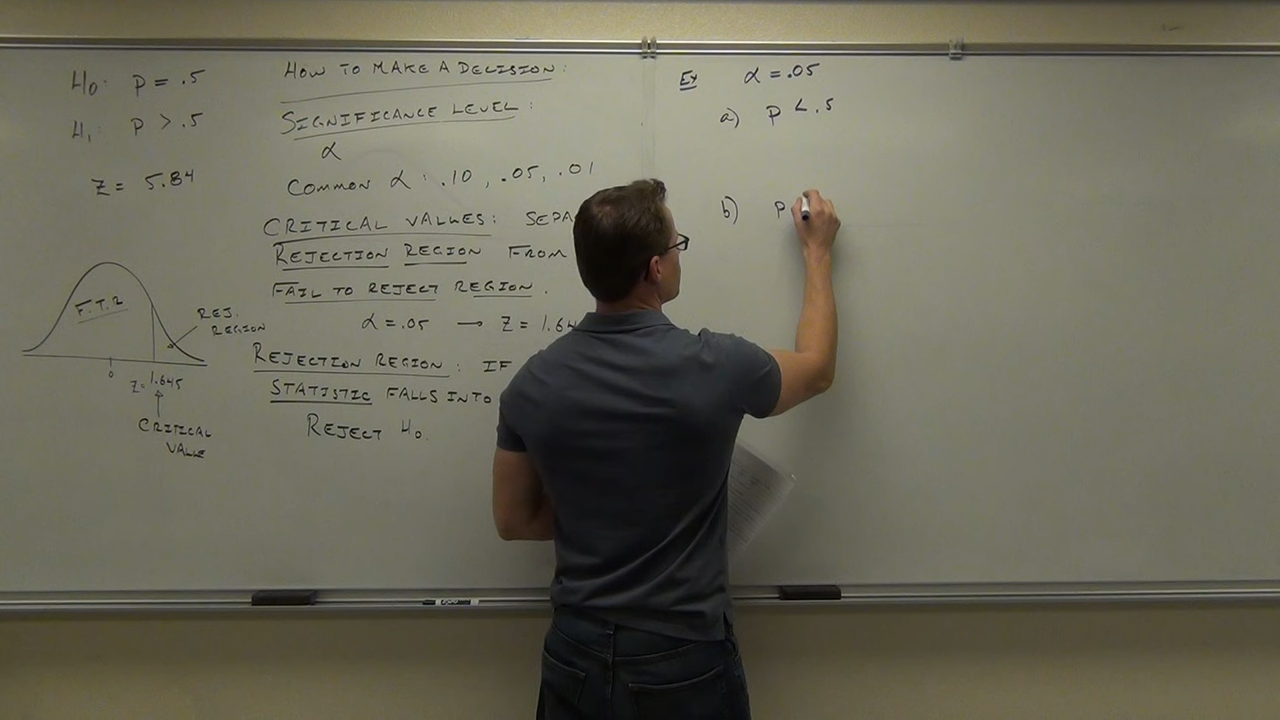 H₀: p = .5
H₁: p > .5
z = 5.84
F.T.R
REJ.
REGION
0
z = 1.645
CRITICAL
VALUE
HOW TO MAKE A DECISION:
SIGNIFICANCE LEVEL:
α
COMMON α: .10, .05, .01
CRITICAL VALUES: SEPA
REJECTION REGION FROM
FAIL TO REJECT REGION.
α = .05 → z = 1.64
REJECTION REGION: IF
STATISTIC FALLS INTO
REJECT H₀.
Ex α = .05
a) p < .5
b) p